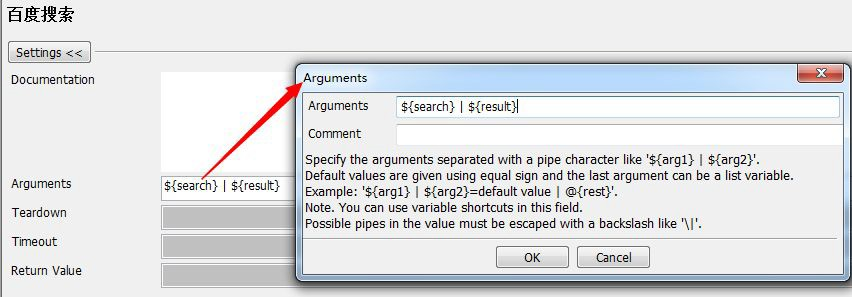 百度搜索
Settings <<
Documentation
Arguments
${search} | ${result}
Teardown
Timeout
Return Value
Arguments
Arguments
${search} | ${result}
Comment
Specify the arguments separated with a pipe character like '${arg1} | ${arg2}'.
Default values are given using equal sign and the last argument can be a list variable.
Example: '${arg1} | ${arg2}=default value | @{rest}'.
Note. You can use variable shortcuts in this field.
Possible pipes in the value must be escaped with a backslash like '\|'.
OK
Cancel